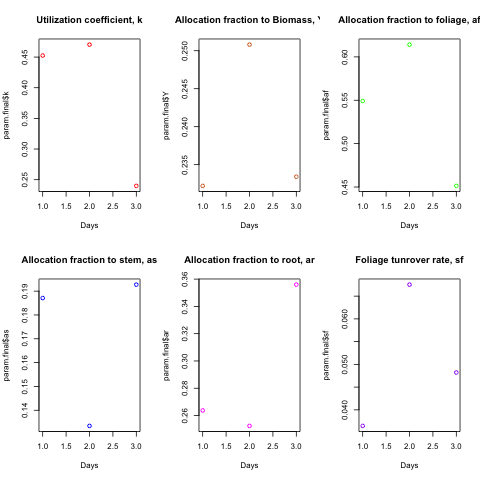 Utilization coefficient, k
Allocation fraction to Biomass,
Allocation fraction to foliage, af
param.final$k
0.25 0.30 0.35 0.40 0.45
1.0 1.5 2.0 2.5 3.0
Days
param.final$Y
0.235 0.240 0.245 0.250
1.0 1.5 2.0 2.5 3.0
Days
param.final$af
0.45 0.50 0.55 0.60
1.0 1.5 2.0 2.5 3.0
Days
Allocation fraction to stem, as
Allocation fraction to root, ar
Foliage tunrover rate, sf
param.final$as
0.14 0.15 0.16 0.17 0.18 0.19
1.0 1.5 2.0 2.5 3.0
Days
param.final$ar
0.26 0.28 0.30 0.32 0.34 0.36
1.0 1.5 2.0 2.5 3.0
Days
param.final$sf
0.040 0.050 0.060
1.0 1.5 2.0 2.5 3.0
Days